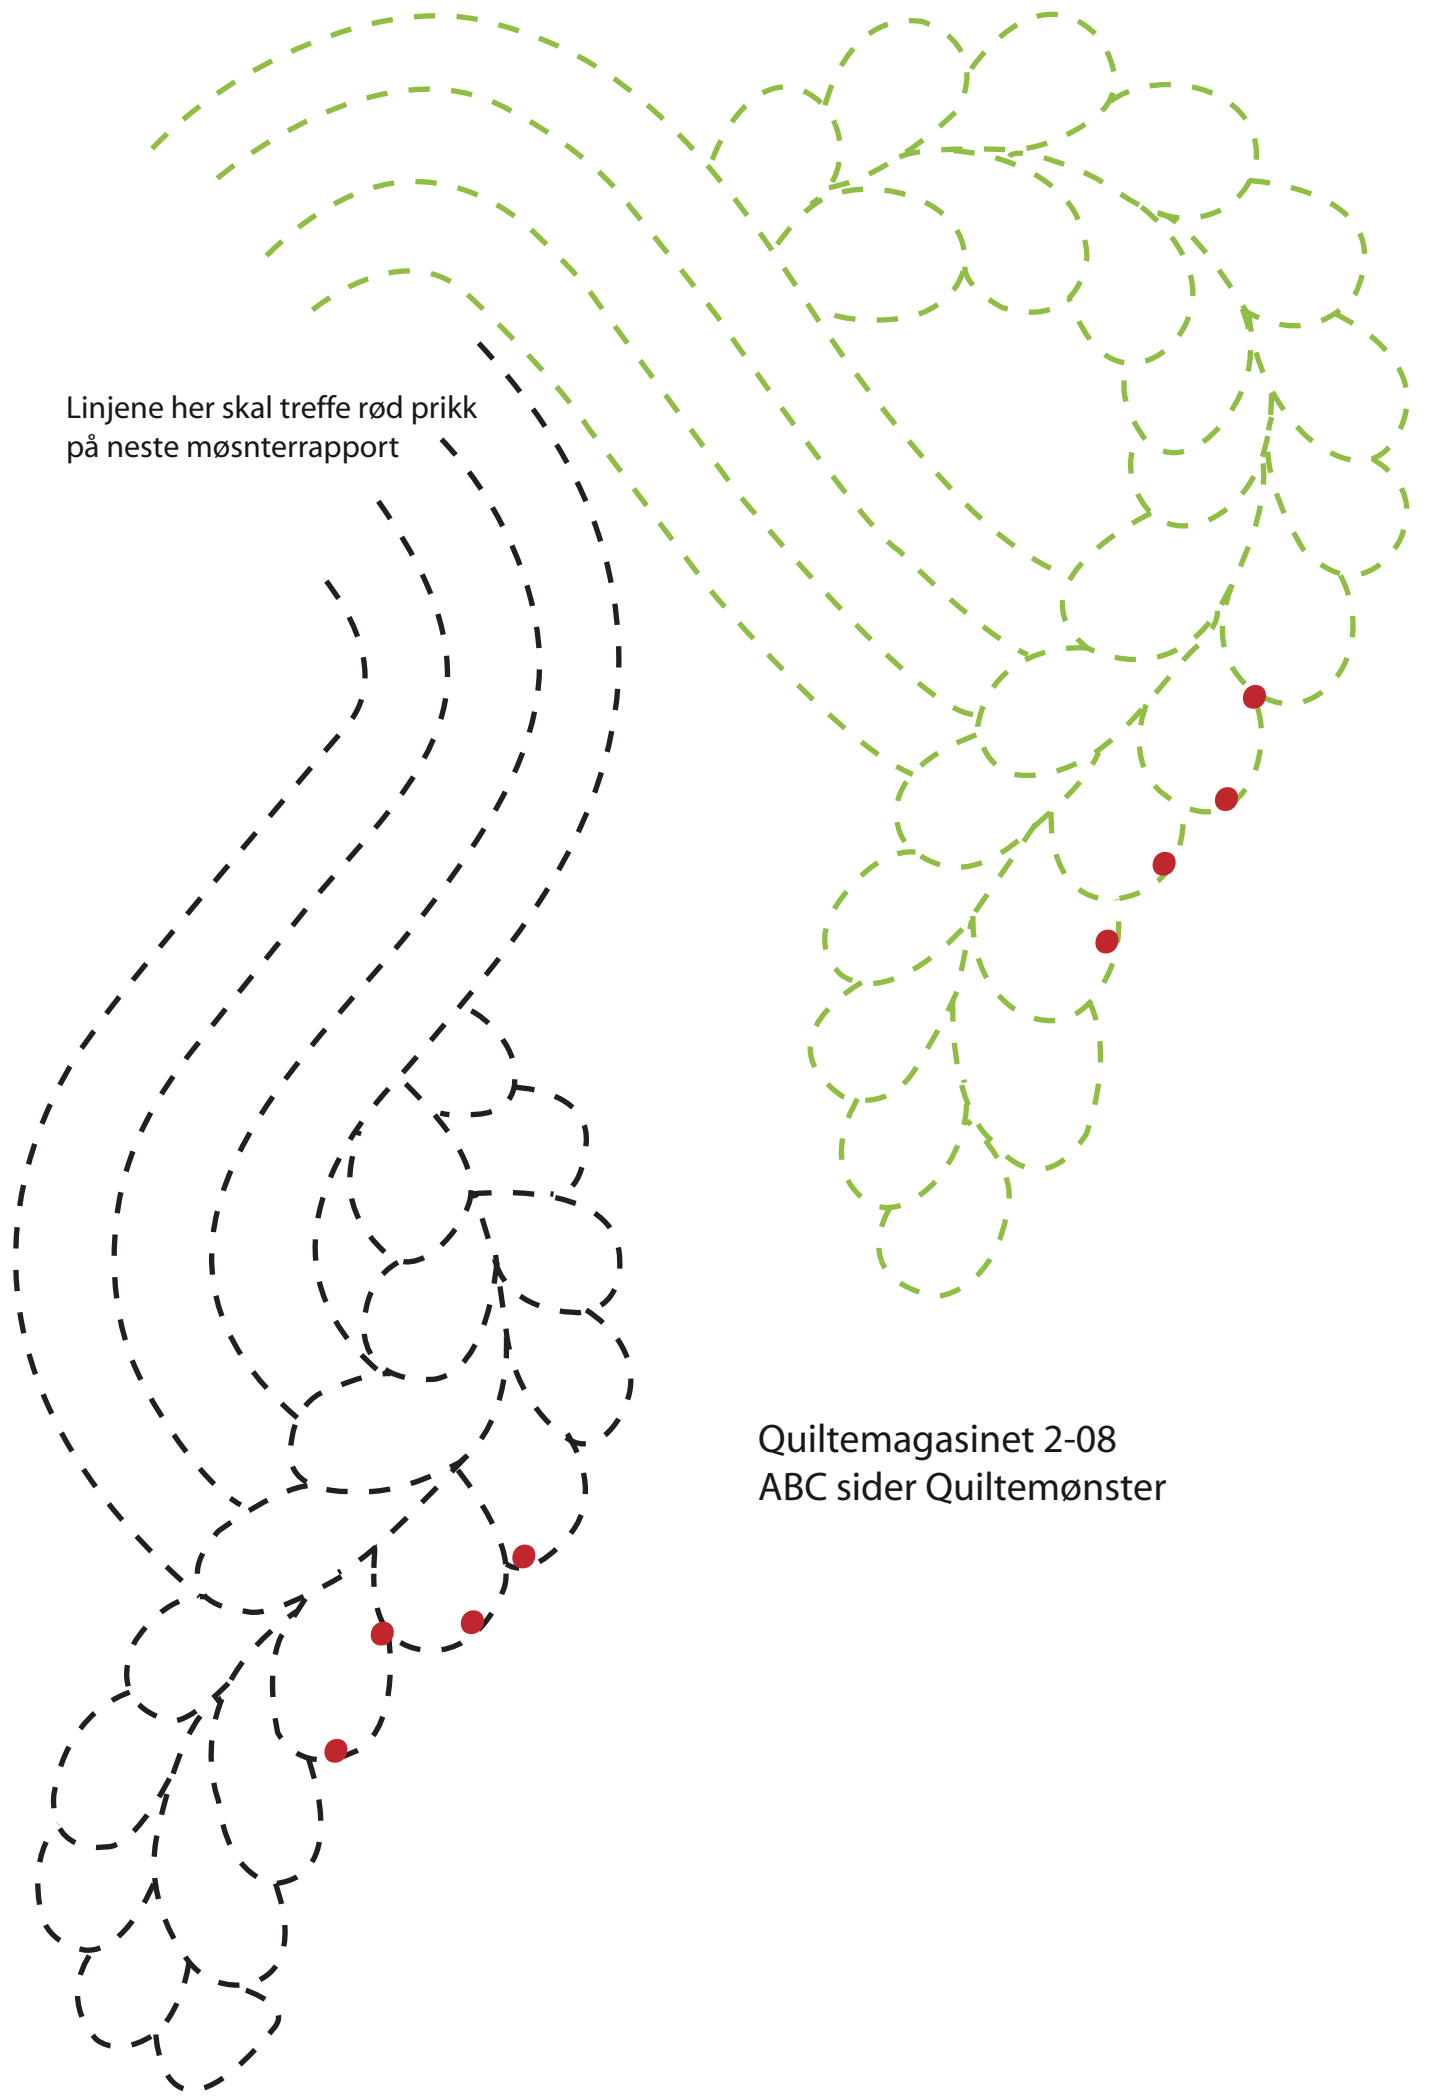 Linjene her skal treffe rød prikk
på neste møsnterrapport
Quiltemagasinet 2-08
ABC sider Quiltemønster